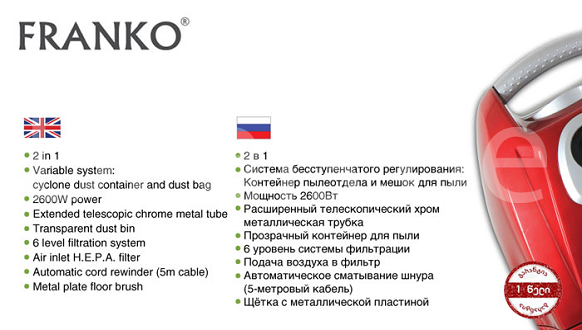 FRANKO®
2 in 1
Variable system:
cyclone dust container and dust bag
2600W power
Extended telescopic chrome metal tube
Transparent dust bin
6 level filtration system
Air inlet H.E.P.A. filter
Automatic cord rewinder (5m cable)
Metal plate floor brush
2 в 1
Система бесступенчатого регулирования:
Контейнер пылеотдела и мешок для пыли
Мощность 2600Вт
Расширенный телескопический хром
металлическая трубка
Прозрачный контейнер для пыли
6 уровень системы фильтрации
Подача воздуха в фильтр
Автоматическое сматывание шнура
(5-метровый кабель)
Щётка с металлической пластиной
1 წელი